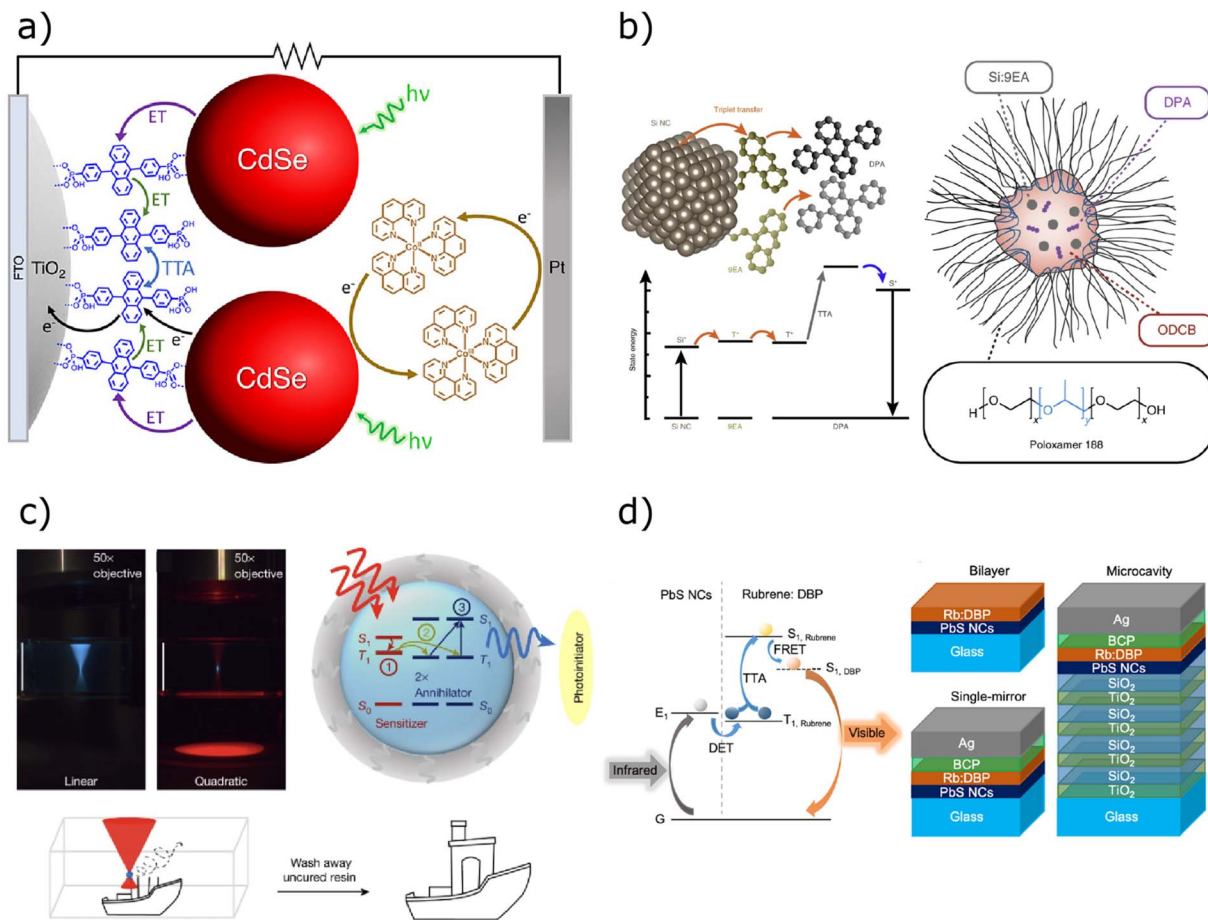 a)
hν
ET
CdSe
ET
e-
FTO
TiO2
TTA
Pt
e-
e-
e-
ET
CdSe
ET
hν
b)
Si:9EA
DPA
Triplet transfer
Si NC
DPA
9EA
ODCB
State energy
Si*
T*
T*
TTA
S*
Si NC
9EA
DPA
Poloxamer 188
c)
50×
objective
50×
objective
Linear
Quadratic
S1
T1
S0
1
2
3
S1
T1
S0
2×
Annihilator
Sensitizer
Photoinitiator
Wash away
uncured resin
d)
PbS NCs
Rubrene: DBP
S1, Rubrene
FRET
S1, DBP
TTA
E1
T1, Rubrene
DET
Infrared
Visible
G
Bilayer
Rb:DBP
PbS NCs
Glass
Single-mirror
Ag
BCP
Rb:DBP
PbS NCs
Glass
Microcavity
Ag
BCP
Rb:DBP
PbS NCs
SiO2
TiO2
SiO2
TiO2
SiO2
TiO2
SiO2
TiO2
Glass